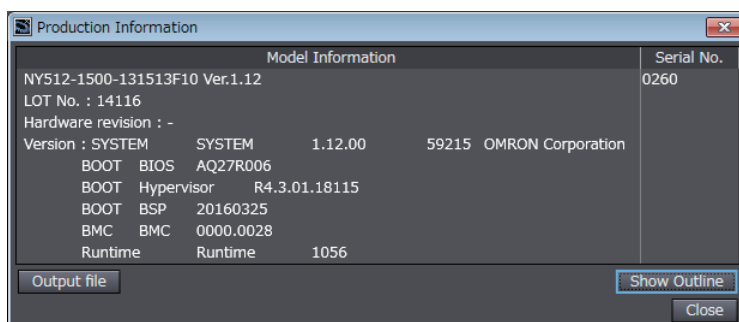 Production Information
Model Information Serial No.
NY512-1500-131513F10 Ver.1.12 0260
LOT No. : 14116
Hardware revision : -
Version : SYSTEM SYSTEM 1.12.00 59215 OMRON Corporation
BOOT BIOS AQ27R006
BOOT Hypervisor R4.3.01.18115
BOOT BSP 20160325
BMC BMC 0000.0028
Runtime Runtime 1056
Output file Show Outline
Close